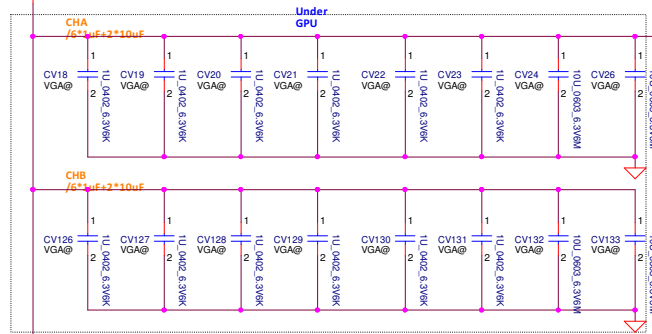 Under
GPU
CHA
/6*1uF+2*10uF
1 1 1 1 1 1 1 1
CV18 CV19 CV20 CV21 CV22 CV23 CV24 CV26
VGA@ VGA@ VGA@ VGA@ VGA@ VGA@ VGA@ VGA@
2 2 2 2 2 2 2 2
1U_0402_6.3V6K 1U_0402_6.3V6K 1U_0402_6.3V6K 1U_0402_6.3V6K 1U_0402_6.3V6K 1U_0402_6.3V6K 10U_0603_6.3V6M
CHB
/6*1uF+2*10uF
1 1 1 1 1 1 1 1
CV126 CV127 CV128 CV129 CV130 CV131 CV132 CV133
VGA@ VGA@ VGA@ VGA@ VGA@ VGA@ VGA@ VGA@
2 2 2 2 2 2 2 2
1U_0402_6.3V6K 1U_0402_6.3V6K 1U_0402_6.3V6K 1U_0402_6.3V6K 1U_0402_6.3V6K 1U_0402_6.3V6K 10U_0603_6.3V6M